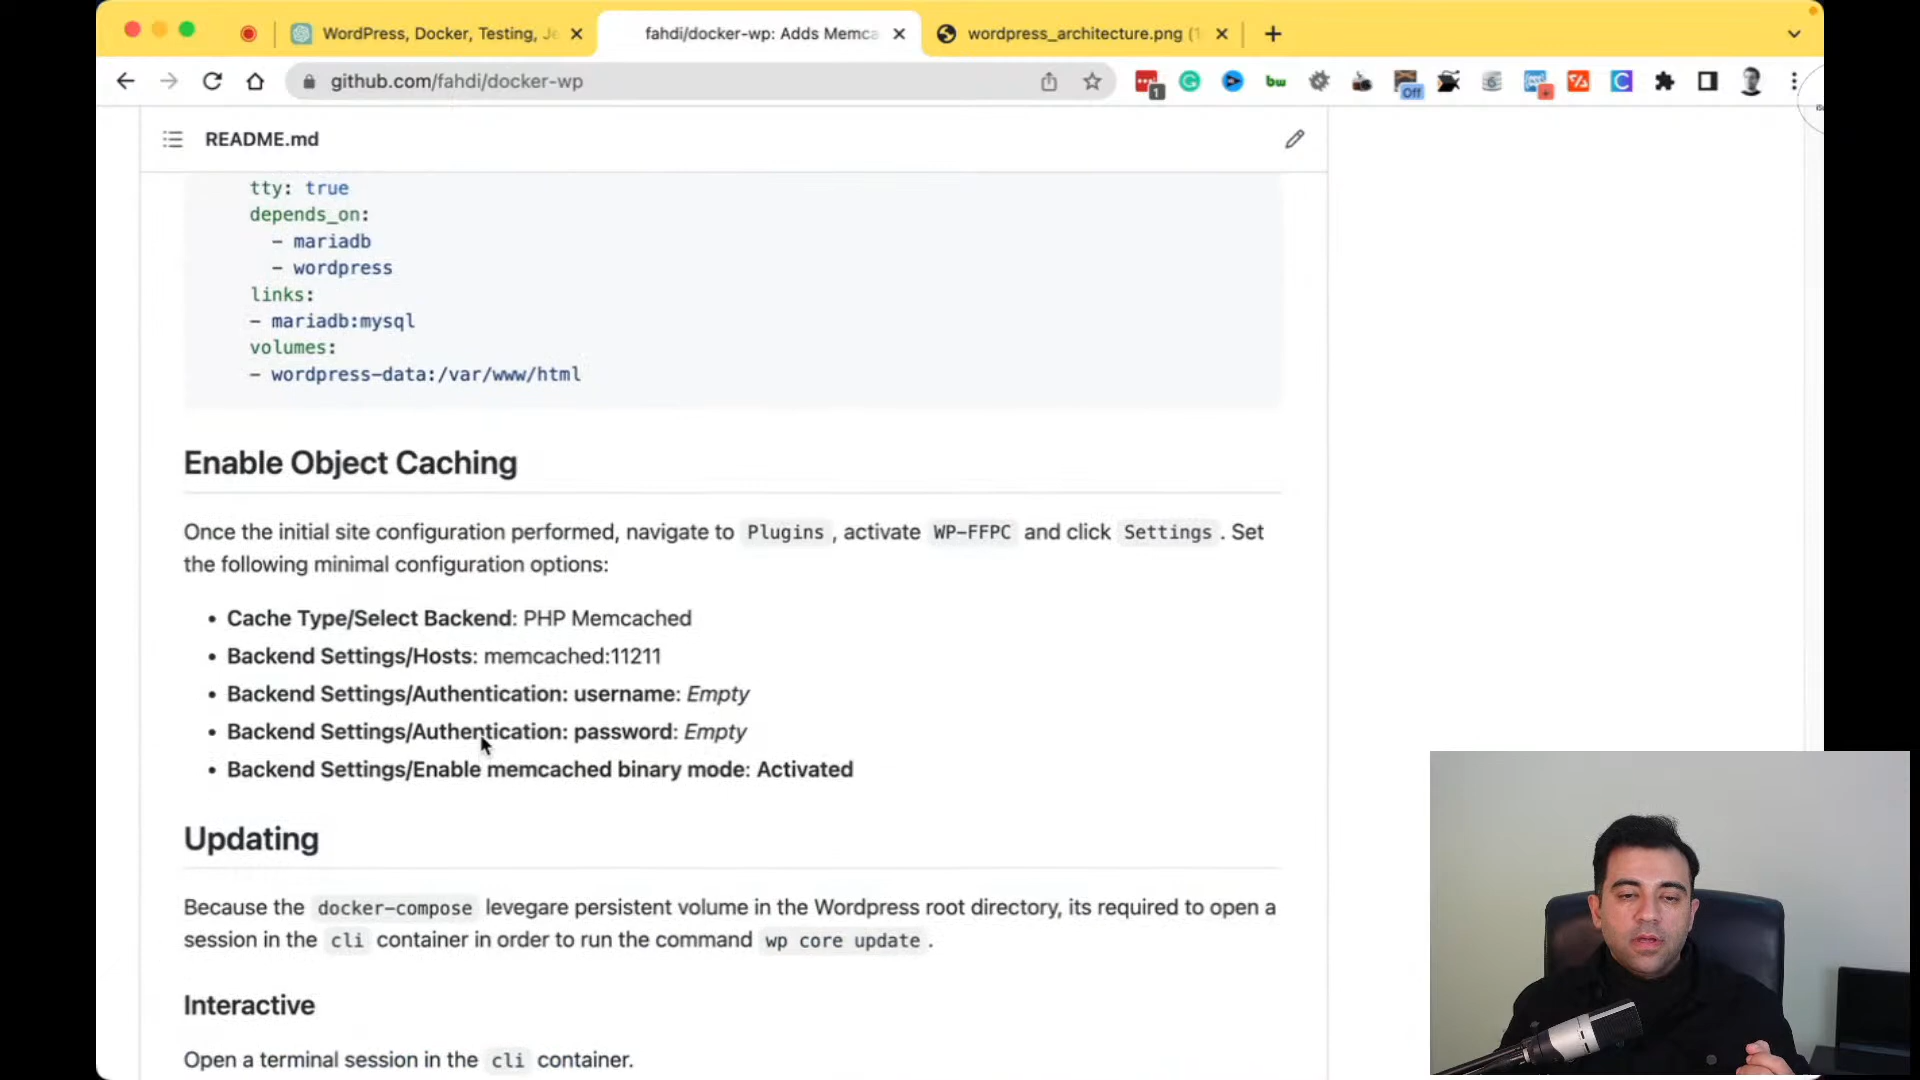 WordPress, Docker, Testing, Je
fahdi/docker-wp: Adds Memca
wordpress_architecture.png (1
github.com/fahdi/docker-wp
1
bw
Off
README.md
tty: true
depends_on:
- mariadb
- wordpress
links:
- mariadb:mysql
volumes:
- wordpress-data:/var/www/html
Enable Object Caching
Once the initial site configuration performed, navigate to Plugins , activate WP-FFPC and click Settings . Set
the following minimal configuration options:
• Cache Type/Select Backend: PHP Memcached
• Backend Settings/Hosts: memcached:11211
• Backend Settings/Authentication: username: Empty
• Backend Settings/Authentication: password: Empty
• Backend Settings/Enable memcached binary mode: Activated
Updating
Because the docker-compose levegare persistent volume in the Wordpress root directory, its required to open a
session in the cli container in order to run the command wp core update .
Interactive
Open a terminal session in the cli container.